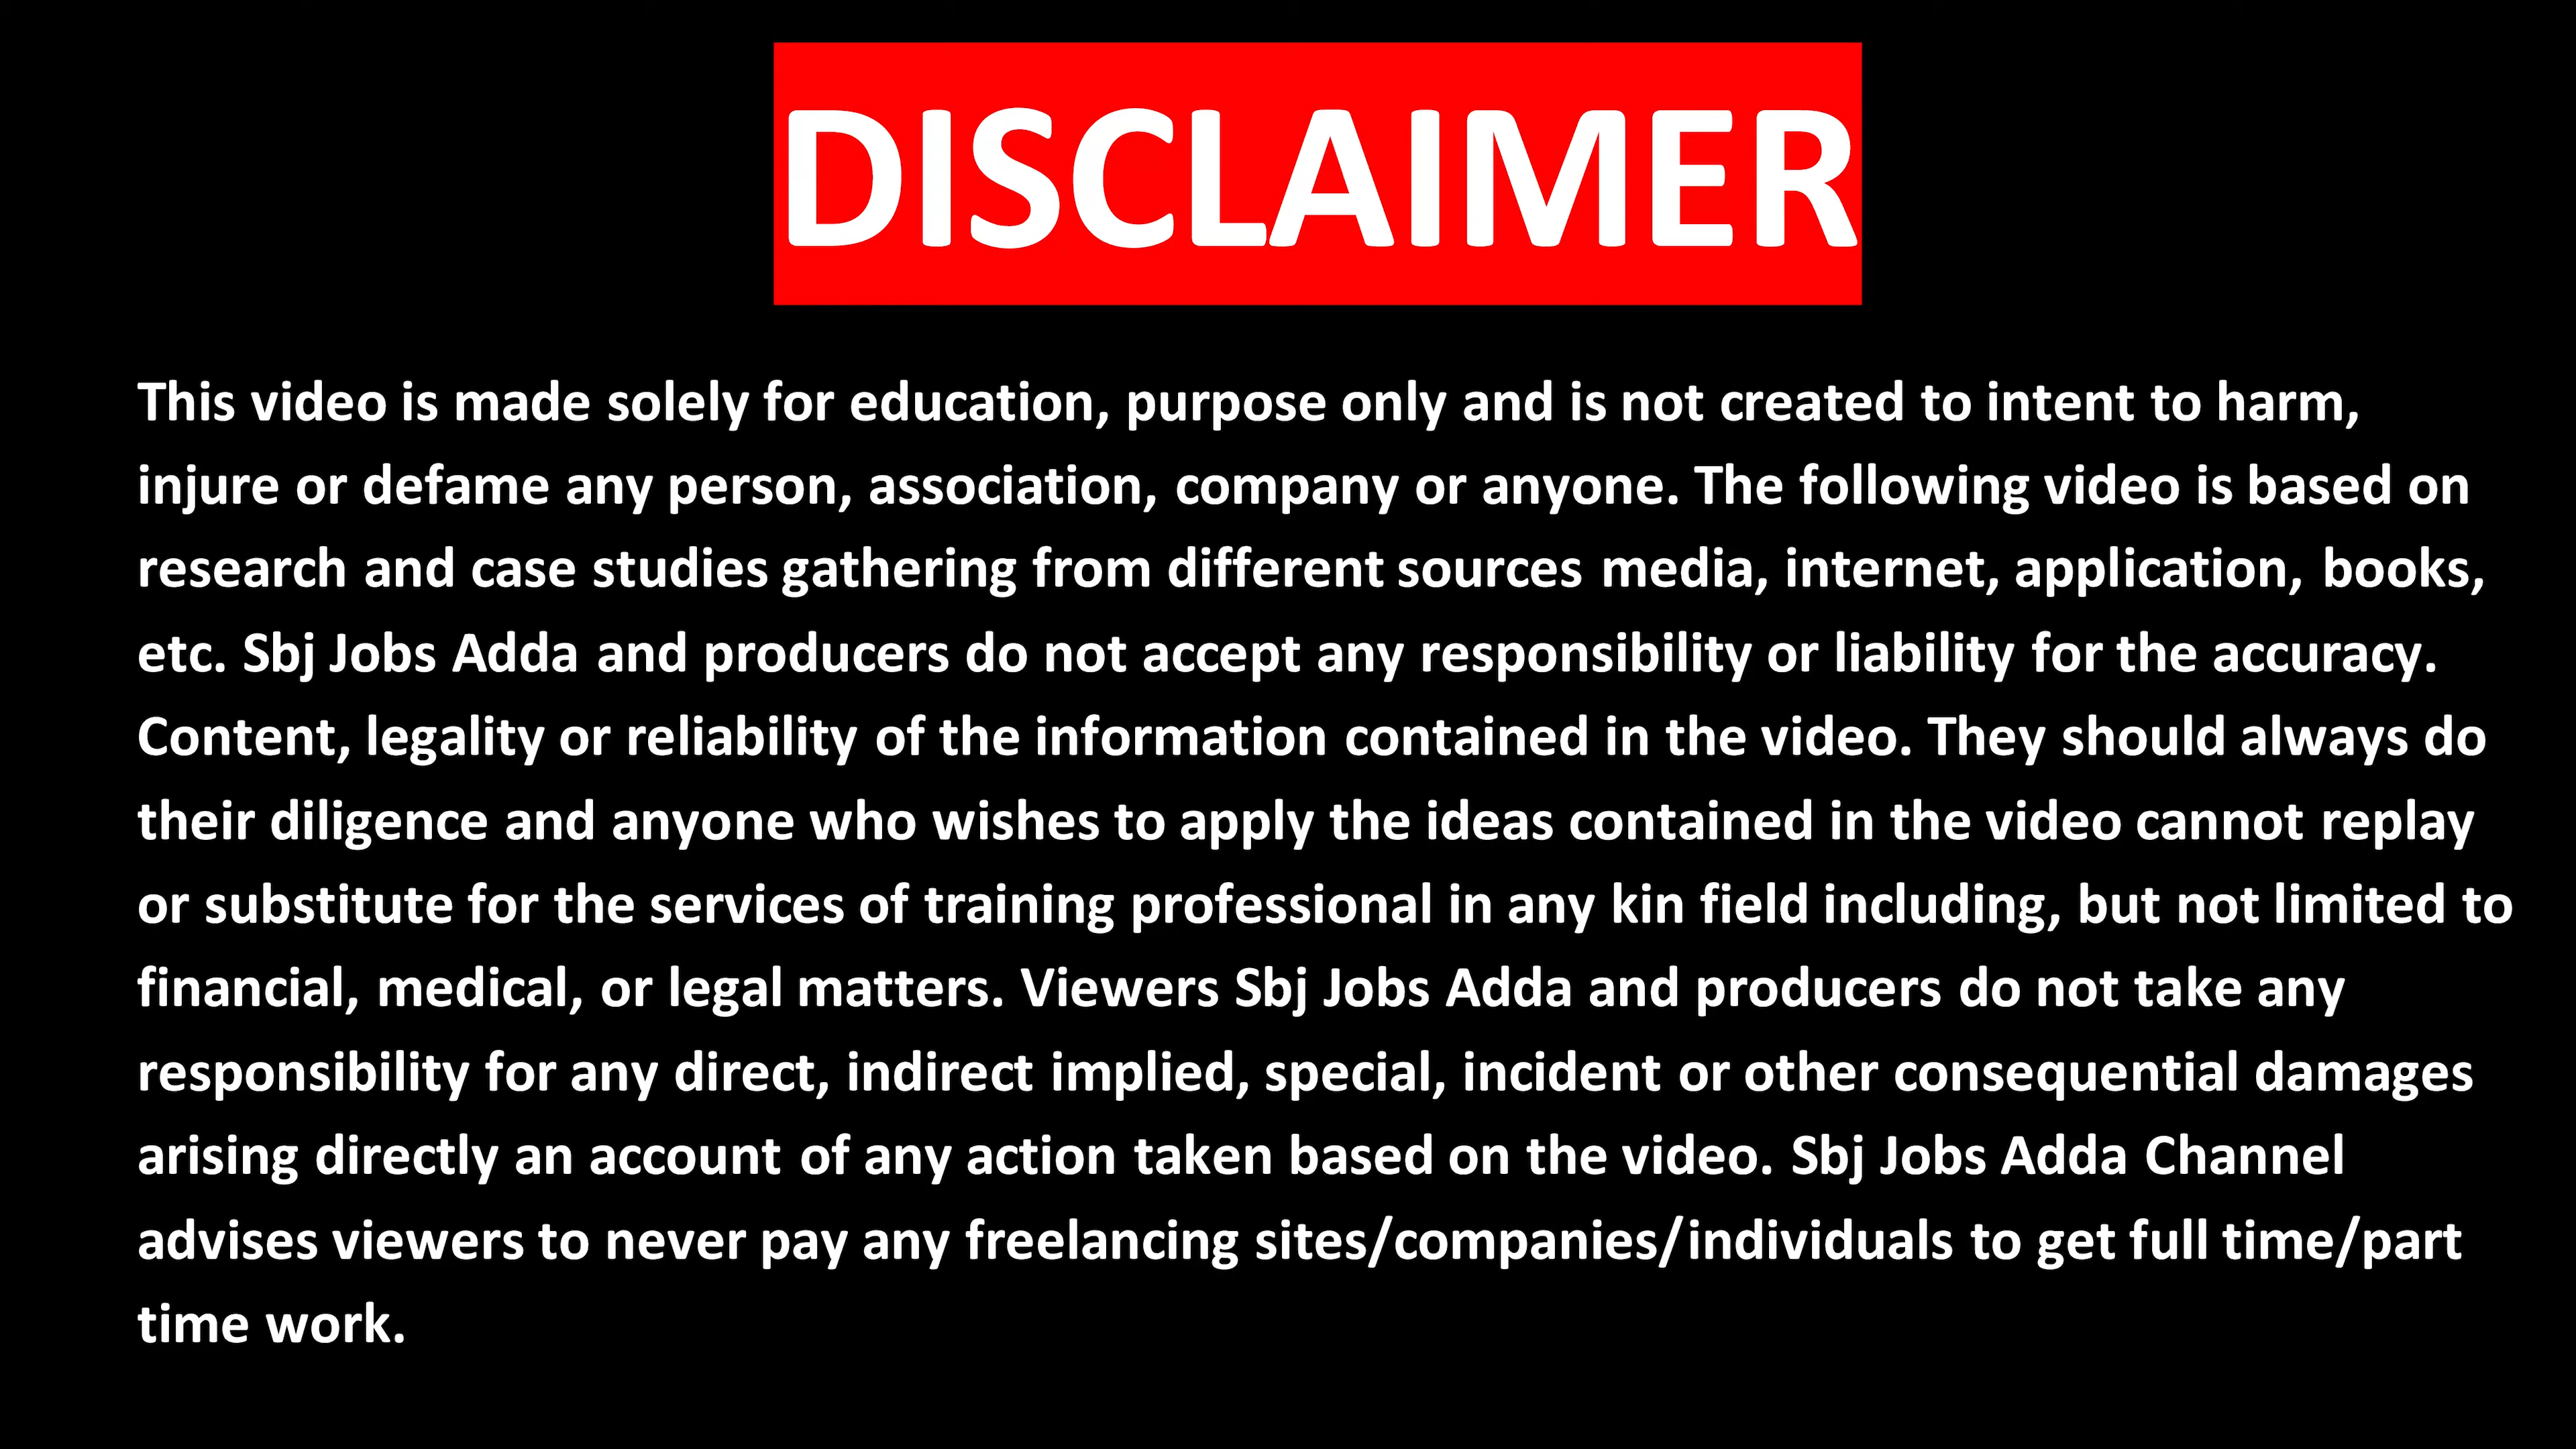 DISCLAIMER
This video is made solely for education, purpose only and is not created to intent to harm,
injure or defame any person, association, company or anyone. The following video is based on
research and case studies gathering from different sources media, internet, application, books,
etc. Sbj Jobs Adda and producers do not accept any responsibility or liability for the accuracy.
Content, legality or reliability of the information contained in the video. They should always do
their diligence and anyone who wishes to apply the ideas contained in the video cannot replay
or substitute for the services of training professional in any kin field including, but not limited to
financial, medical, or legal matters. Viewers Sbj Jobs Adda and producers do not take any
responsibility for any direct, indirect implied, special, incident or other consequential damages
arising directly an account of any action taken based on the video. Sbj Jobs Adda Channel
advises viewers to never pay any freelancing sites/companies/individuals to get full time/part
time work.